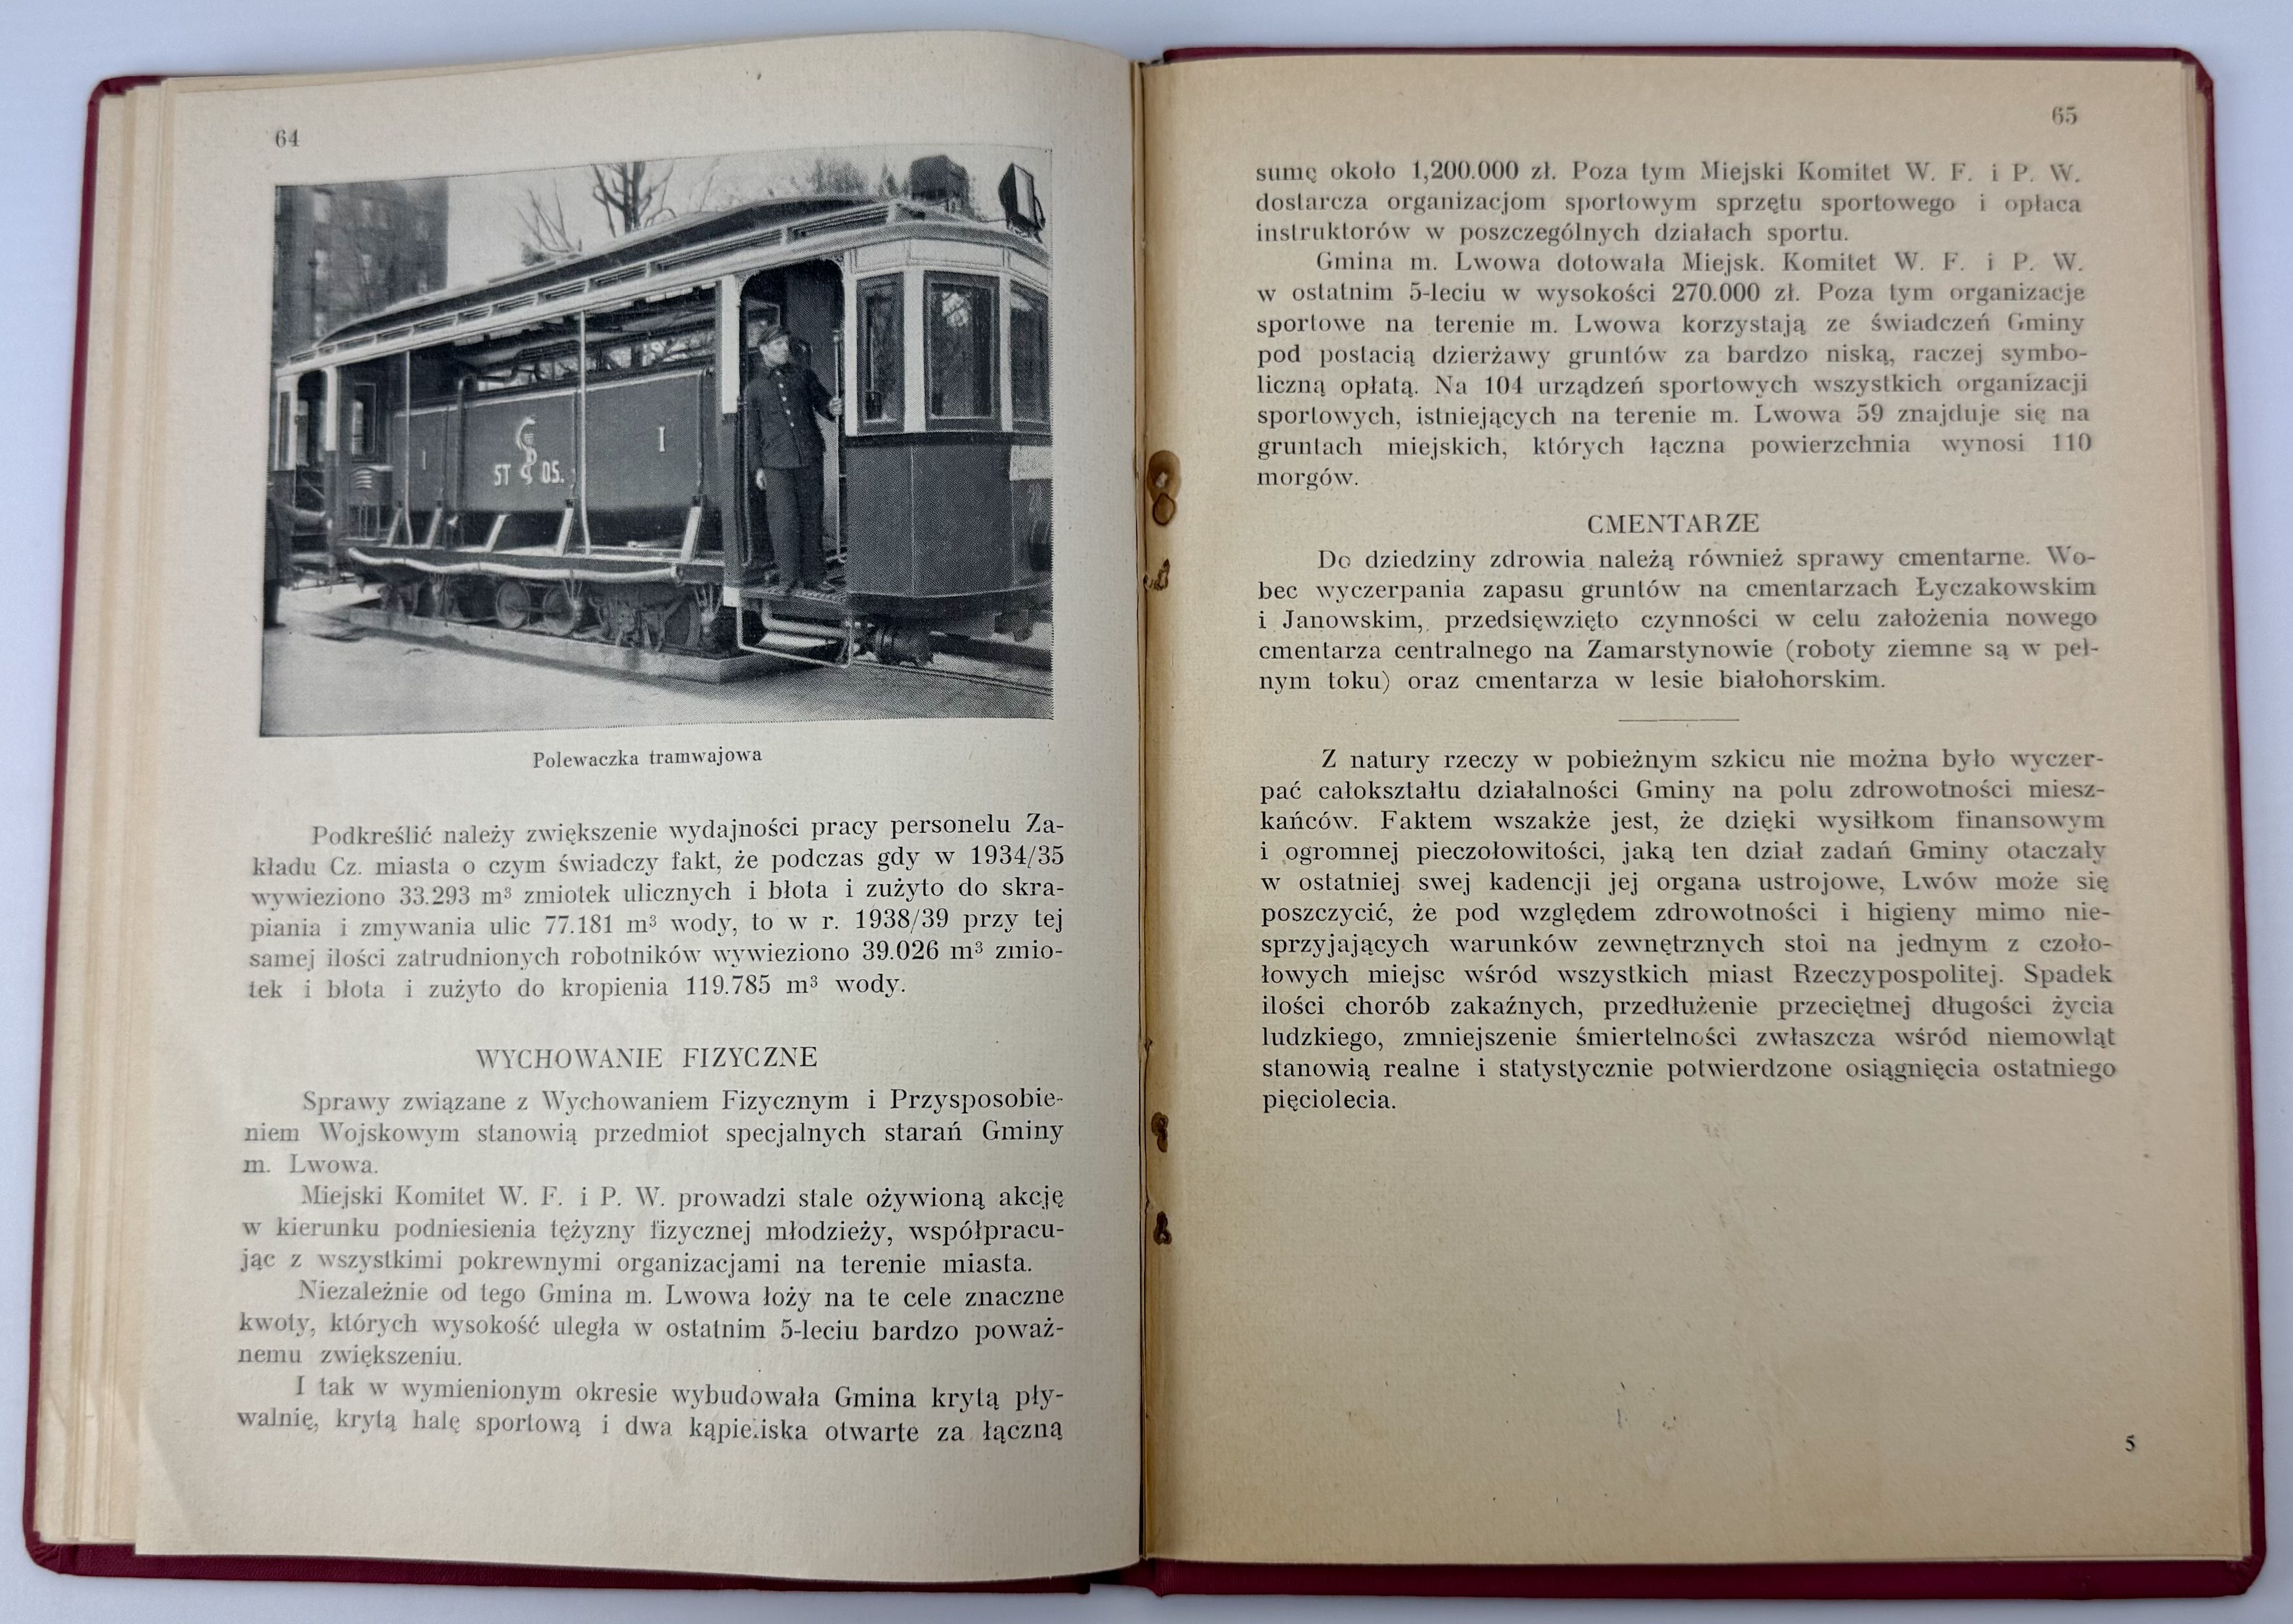 64
I
ST OS.
I
Polewaczka tramwajowa
Podkreślić należy zwiększenie wydajności pracy personelu Za-
kładu Cz. miasta o czym świadczy fakt, że podczas gdy w 1934/35
wywieziono 33.293 m³ zmiotek ulicznych i błota i zużyto do skra-
piania i zmywania ulic 77.181 m³ wody, to w r. 1938/39 przy tej
samej ilości zatrudnionych robotników wywieziono 39.026 m³ zmio-
tek i błota i zużyto do kropienia 119.785 m³ wody.
WYCHOWANIE FIZYCZNE
Sprawy związane z Wychowaniem Fizycznym i Przysposobie-
niem Wojskowym stanowią przedmiot specjalnych starań Gminy
m. Lwowa.
Miejski Komitet W. F. i P. W. prowadzi stale ożywioną akcję
w kierunku podniesienia tężyzny fizycznej młodzieży, współpracu-
jąc z wszystkimi pokrewnymi organizacjami na terenie miasta.
Niezależnie od tego Gmina m. Lwowa łoży na te cele znaczne
kwoty, których wysokość uległa w ostatnim 5-leciu bardzo poważ-
nemu zwiększeniu.
I tak w wymienionym okresie wybudowała Gmina krytą pły-
walnię, krytą halę sportową i dwa kąpieliska otwarte za łączną
65
sumę około 1,200.000 zł. Poza tym Miejski Komitet W. F. i P. W.
dostarcza organizacjom sportowym sprzętu sportowego i opłaca
instruktorów w poszczególnych działach sportu.
Gmina m. Lwowa dotowała Miejsk. Komitet W. F. i P. W.
w ostatnim 5-leciu w wysokości 270.000 zł. Poza tym organizacje
sportowe na terenie m. Lwowa korzystają ze świadczeń Gminy
pod postacią dzierżawy gruntów za bardzo niską, raczej symbo-
liczną opłatą. Na 104 urządzeń sportowych wszystkich organizacji
sportowych, istniejących na terenie m. Lwowa 59 znajduje się na
gruntach miejskich, których łączna powierzchnia wynosi 110
morgów.
CMENTARZE
Do dziedziny zdrowia należą również sprawy cmentarne. Wo-
bec wyczerpania zapasu gruntów na cmentarzach Łyczakowskim
i Janowskim, przedsięwzięto czynności w celu założenia nowego
cmentarza centralnego na Zamarstynowie (roboty ziemne są w peł-
nym toku) oraz cmentarza w lesie białohorskim.
Z natury rzeczy w pobieżnym szkicu nie można było wyczer-
pać całokształtu działalności Gminy na polu zdrowotności miesz-
kańców. Faktem wszakże jest, że dzięki wysiłkom finansowym
i ogromnej pieczołowitości, jaką ten dział zadań Gminy otaczały
w ostatniej swej kadencji jej organa ustrojowe, Lwów może się
poszczycić, że pod względem zdrowotności i higieny mimo nie-
sprzyjających warunków zewnętrznych stoi na jednym z czoło-
łowych miejsc wśród wszystkich miast Rzeczypospolitej. Spadek
ilości chorób zakaźnych, przedłużenie przeciętnej długości życia
ludzkiego, zmniejszenie śmiertelności zwłaszcza wśród niemowląt
stanowią realne i statystycznie potwierdzone osiągnięcia ostatniego
pięciolecia.
5